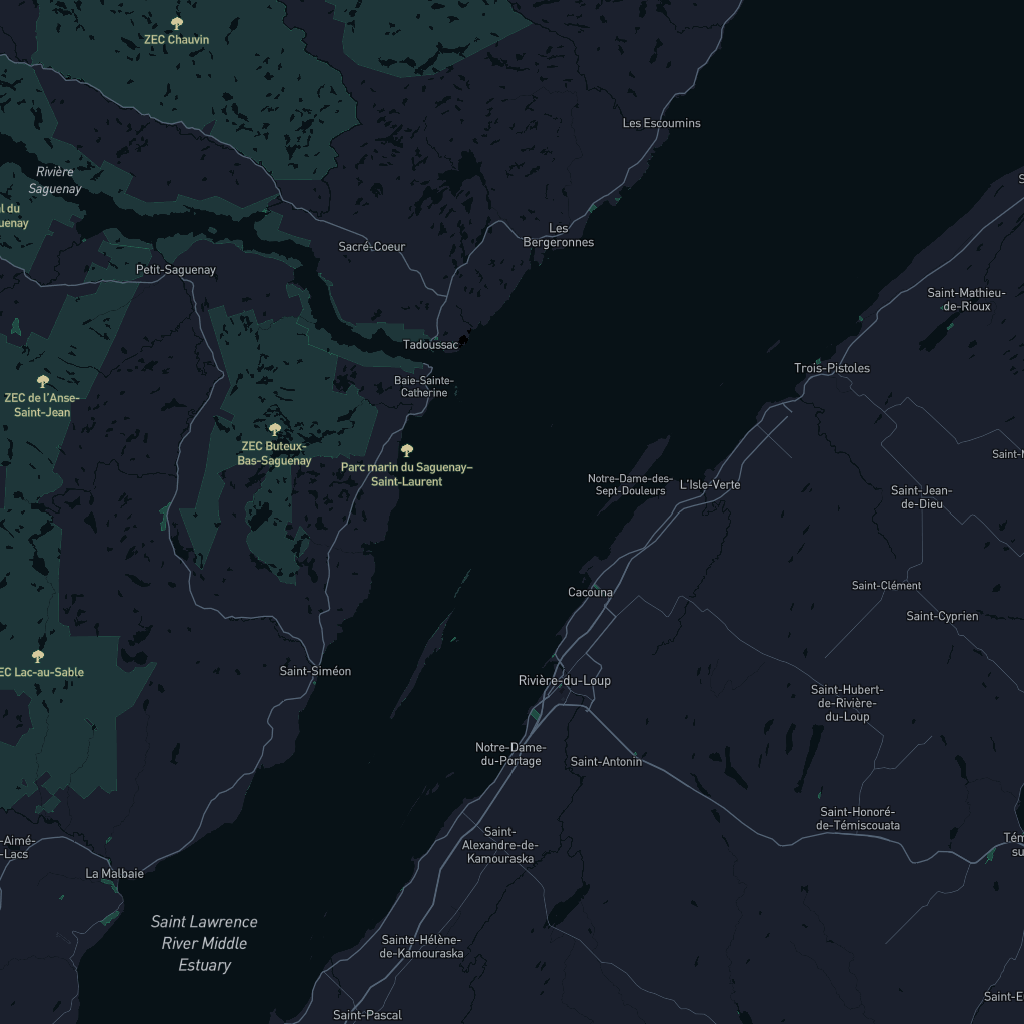 ZEC Chauvin
Les Escoumins
Rivière
Saguenay
al du
uenay
Les
Bergeronnes
Sacré-Coeur
Petit-Saguenay
Saint-Mathieu-
de-Rioux
Tadoussac
Trois-Pistoles
Baie-Sainte-
Catherine
ZEC de l'Anse-
Saint-Jean
ZEC Buteux-
Bas-Saguenay
Parc marin du Saguenay–
Saint-Laurent
Notre-Dame-des-
Sept-Douleurs
L'Isle-Verte
Saint-Jean-
de-Dieu
Cacouna
Saint-Clément
Saint-Cyprien
ZEC Lac-au-Sable
Saint-Siméon
Rivière-du-Loup
Saint-Hubert-
de-Rivière-
du-Loup
Notre-Dame-
du-Portage
Saint-Antonin
Saint-Honoré-
de-Témiscouata
Saint-
Alexandre-de-
Kamouraska
-Aimé-
-Lacs
Tém
su
La Malbaie
Saint Lawrence
River Middle
Estuary
Sainte-Hélène-
de-Kamouraska
Saint-Pascal